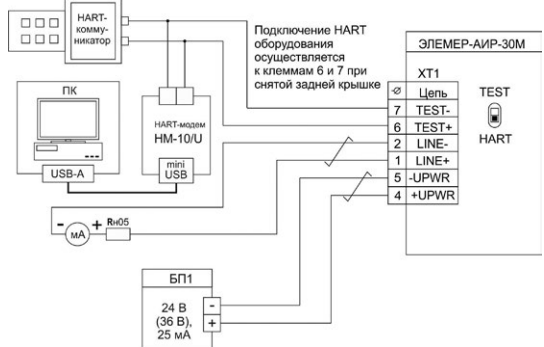 HART-
комму-
никатор
Подключение HART
оборудования
осуществляется
к клеммам 6 и 7 при
снятой задней крышке
ПК
USB-A
HART-модем
HM-10/U
mini
USB
- мА + Rн05
БП1
24 В
(36 В),
25 мА
-
+
ЭЛЕМЕР-АИР-30М
XT1
Ø Цепь
7 TEST-
6 TEST+
2 LINE-
1 LINE+
5 -UPWR
4 +UPWR
TEST
HART